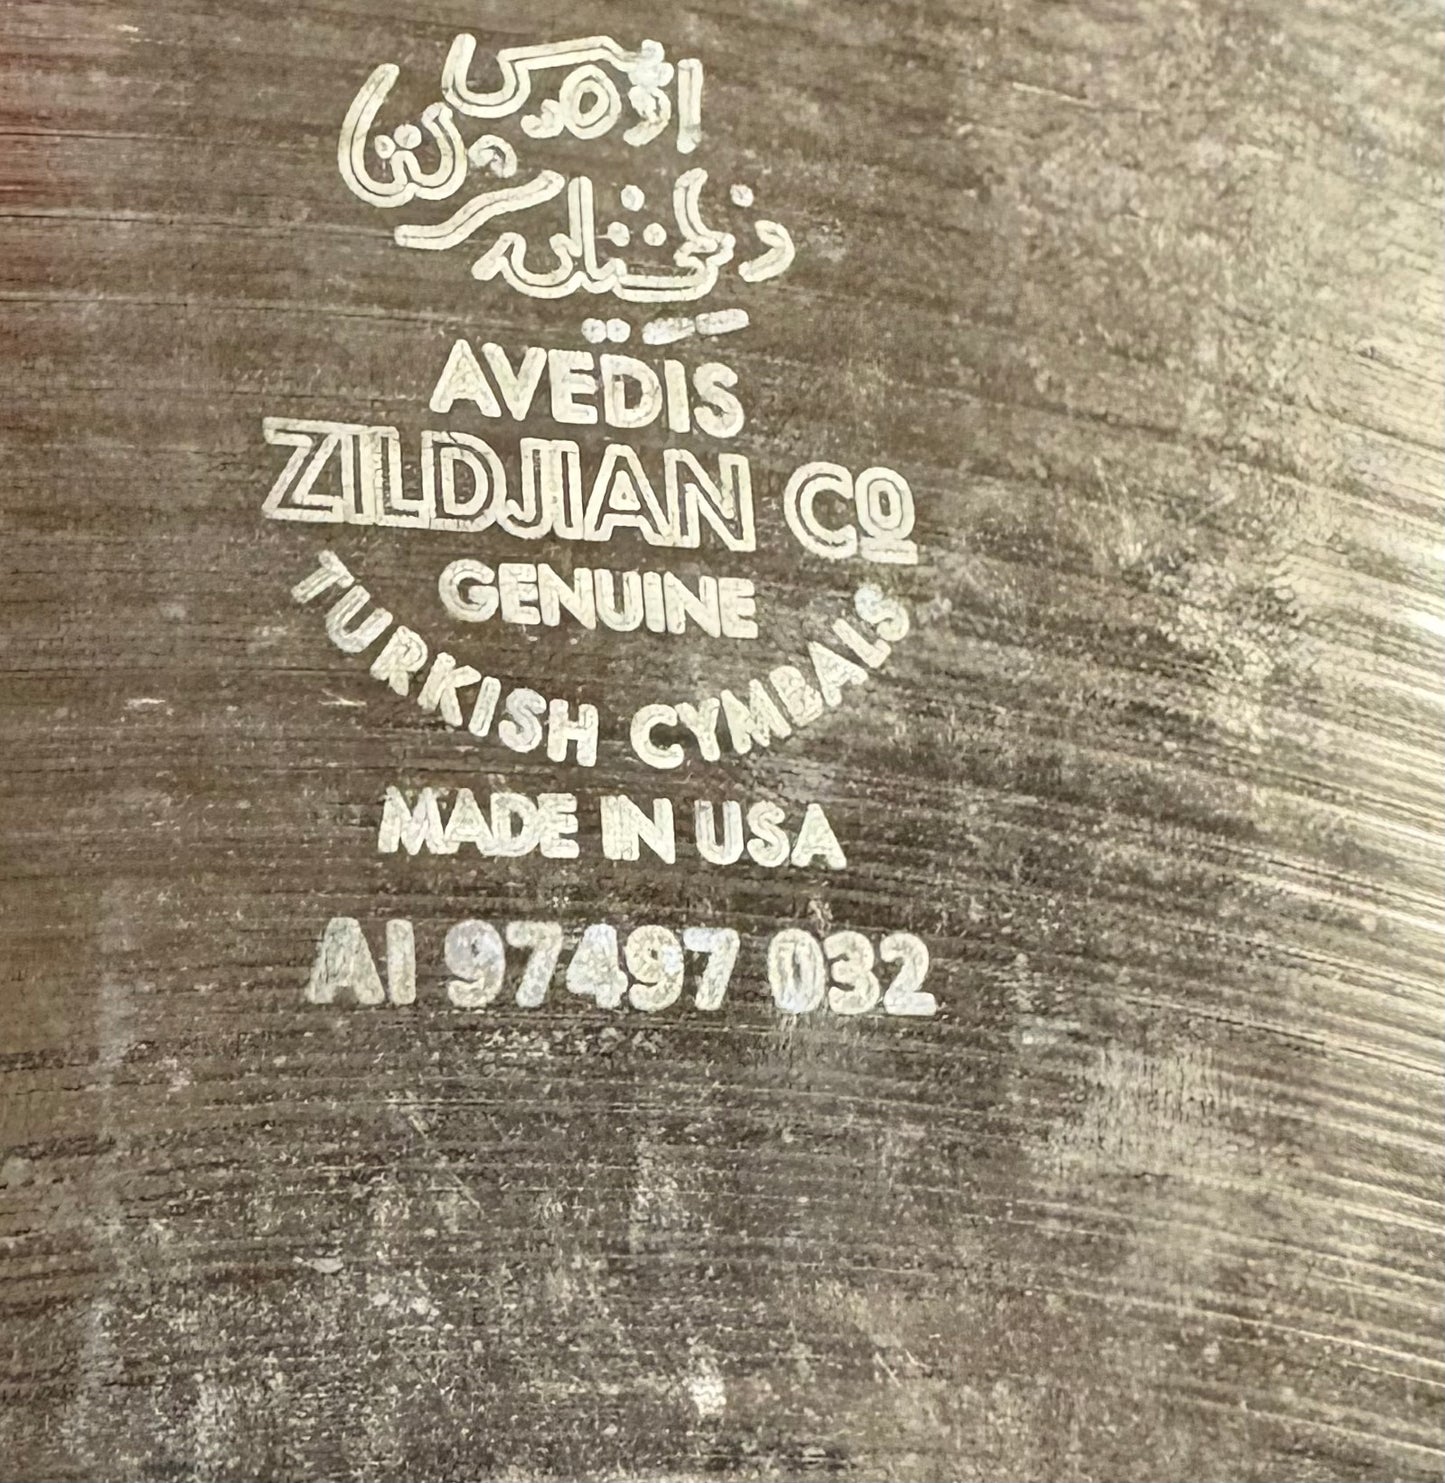 AVEDIS
ZILDJIAN CO
GENUINE
TURKISH CYMBALS
MADE IN USA
AI 97497 032